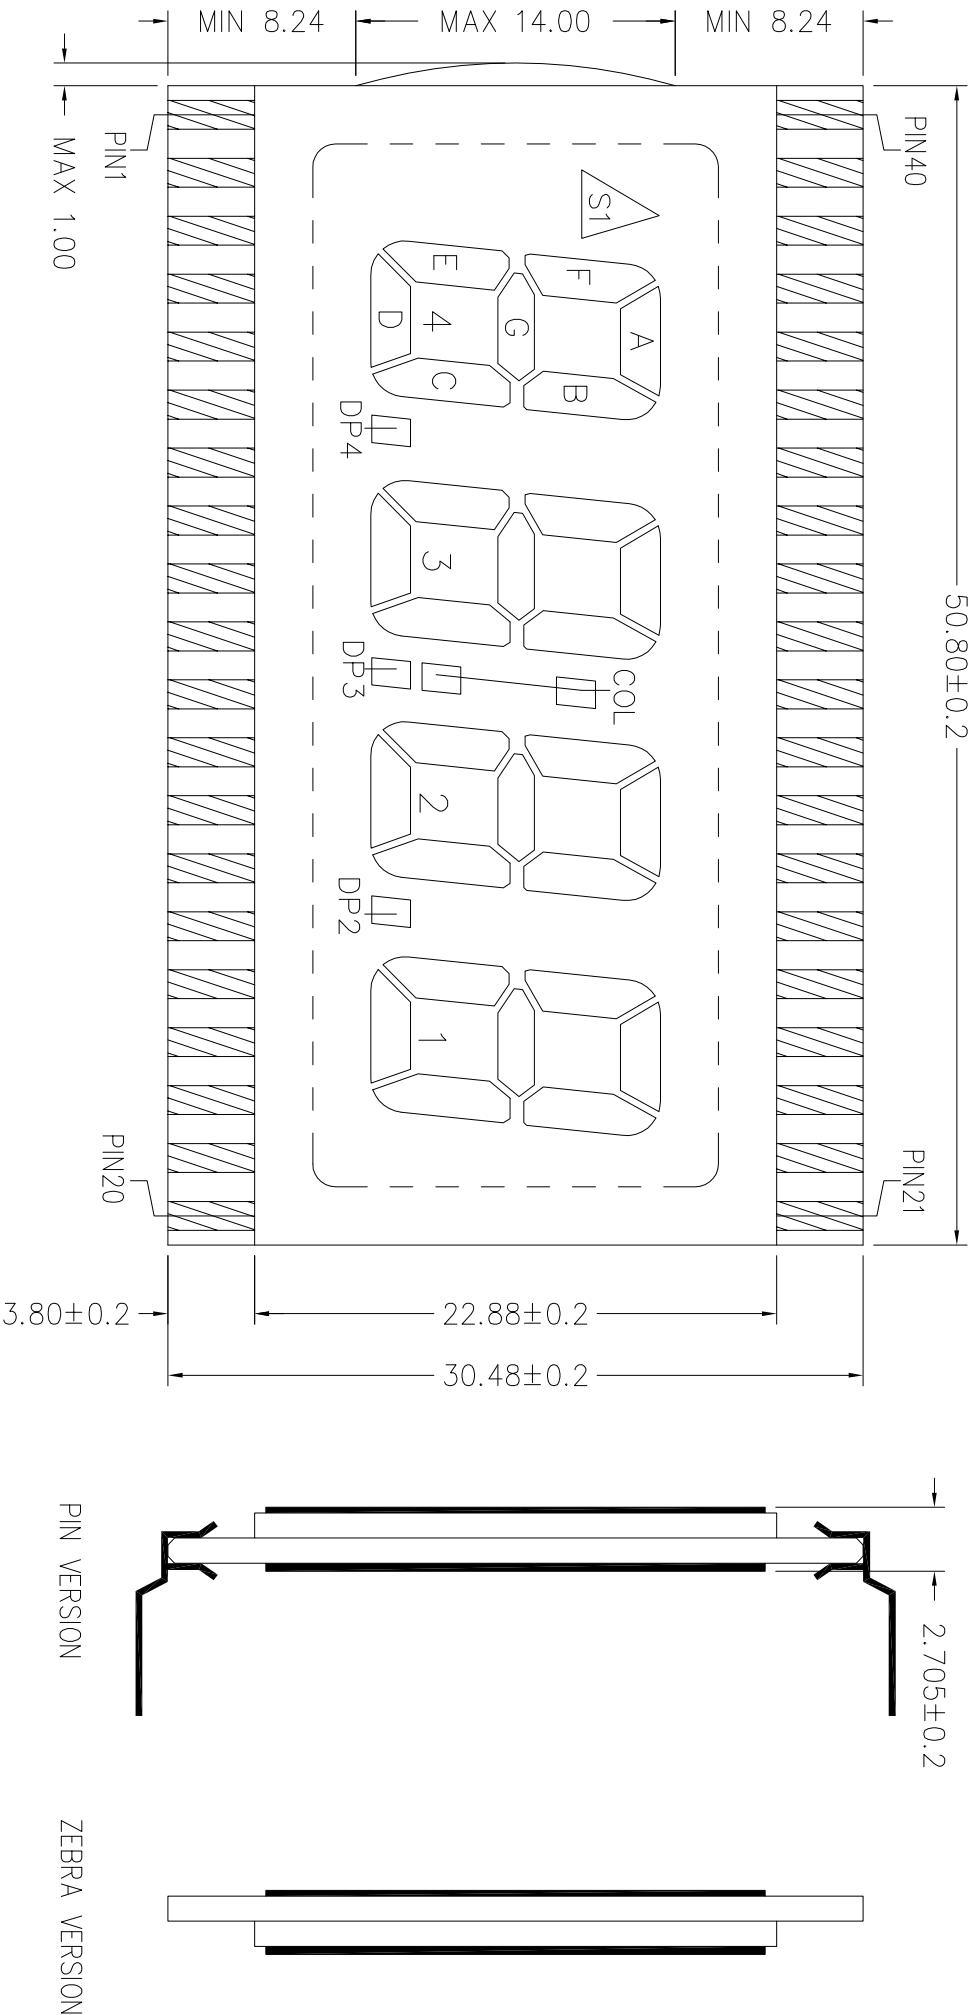 MIN 8.24
MAX 14.00
MIN 8.24
MAX 1.00
PIN1
PIN40
50.80±0.2
S1
A
F
B
G
E
4
C
D
DP4
3
COL
DP3
2
DP2
1
PIN20
PIN21
3.80±0.2
22.88±0.2
30.48±0.2
2.705±0.2
PIN VERSION
ZEBRA VERSION